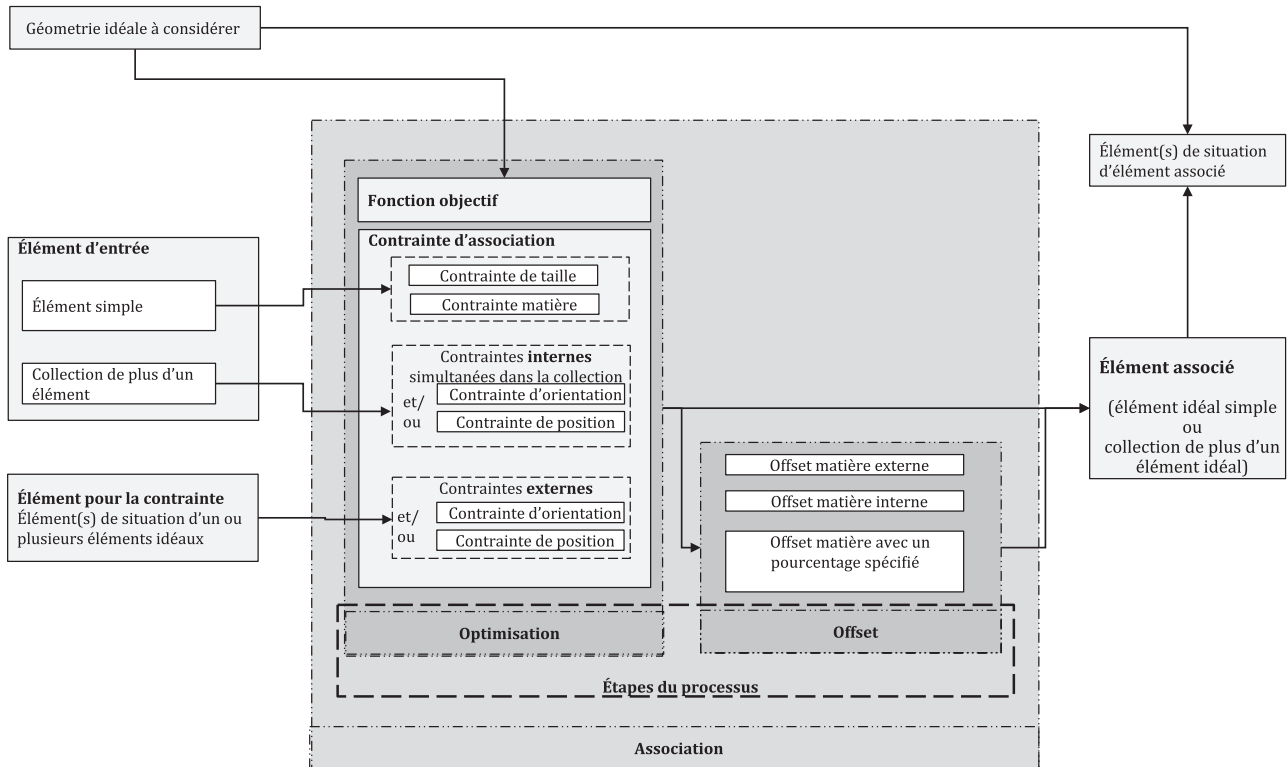 Géometrie idéale à considérer
Élément(s) de situation
d'élément associé
Fonction objectif
Élément d'entrée
Élément simple
Collection de plus d'un
élément
Contrainte d'association
Contrainte de taille
Contrainte matière
Contraintes internes
simultanées dans la collection
et/
ou
Contrainte d'orientation
Contrainte de position
Élément pour la contrainte
Élément(s) de situation d'un ou
plusieurs éléments idéaux
Contraintes externes
et/
ou
Contrainte d'orientation
Contrainte de position
Offset matière externe
Offset matière interne
Offset matière avec un
pourcentage spécifié
Élément associé
(élément idéal simple
ou
collection de plus d'un
élément idéal)
Optimisation
Offset
Étapes du processus
Association